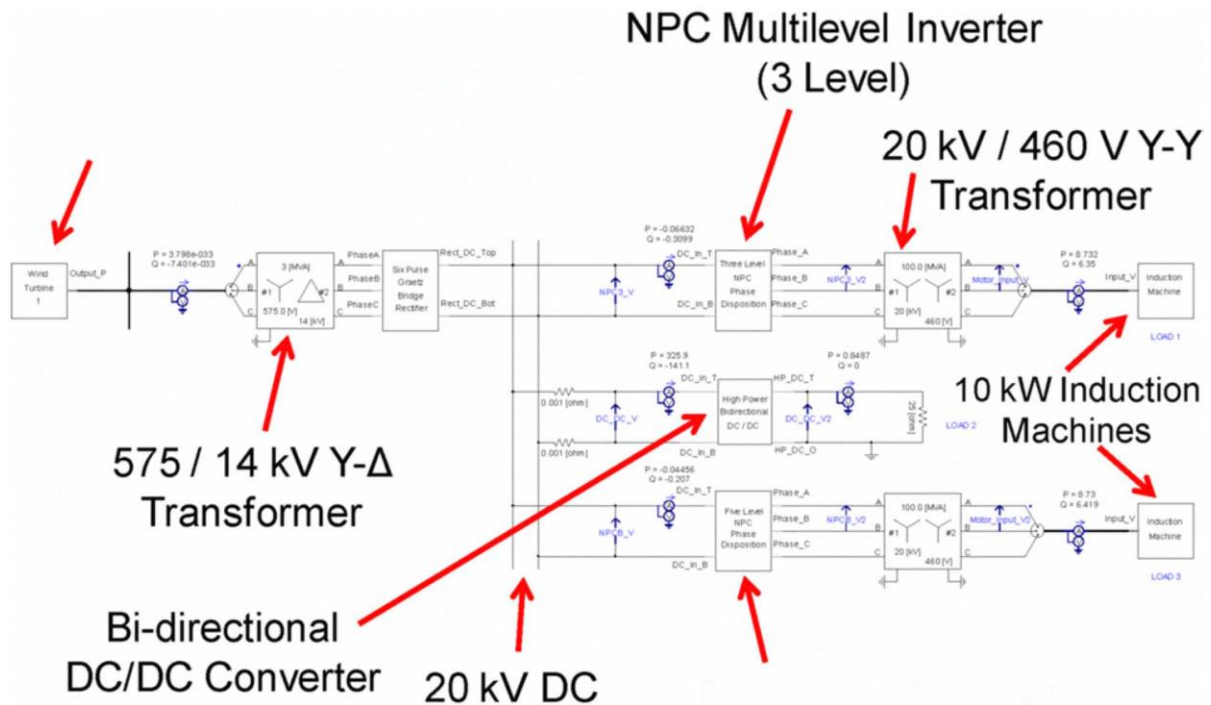 NPC Multilevel Inverter
(3 Level)
20 kV / 460 V Y-Y
Transformer
P = 3.798e-033
Q = -7.401e-033
Wind
Turbine
1
Output_P
A
B
C
3 [MVA]
#1
#2
575.0 [V]
14 [kV]
A
B
C
PhaseA
PhaseB
PhaseC
Six Pulse
Graetz
Bridge
Rectifier
Rect_DC_Top
Rect_DC_Bot
NPC3_V
P = -0.06632
Q = -0.3099
A
V
DC_In_T
DC_In_B
Three Level
NPC
Phase
Disposition
Phase_A
Phase_B
Phase_C
NPC3_V2
A
B
C
100.0 [MVA]
#1
#2
20 [kV]
460 [V]
A
B
C
Motor_Input_V
P = 8.732
Q = 6.35
A
V
Input_V
Induction
Machine
LOAD 1
0.001 [ohm]
0.001 [ohm]
DC_DC_V
P = 325.9
Q = -141.1
A
V
DC_In_T
DC_In_B
High Power
Bidirectional
DC / DC
HP_DC_T
HP_DC_O
DC_DC_V2
P = 0.8487
Q = 0
A
V
25 [ohm]
LOAD 2
10 kW Induction
Machines
575 / 14 kV Y-Δ
Transformer
NPCB_V
P = -0.04456
Q = -0.207
A
V
DC_In_T
DC_In_B
Five Level
NPC
Phase
Disposition
Phase_A
Phase_B
Phase_C
NPCB_V2
A
B
C
100.0 [MVA]
#1
#2
20 [kV]
460 [V]
A
B
C
Motor_Input_V2
P = 8.73
Q = 6.419
A
V
Input_V
Induction
Machine
LOAD 3
Bi-directional
DC/DC Converter
20 kV DC